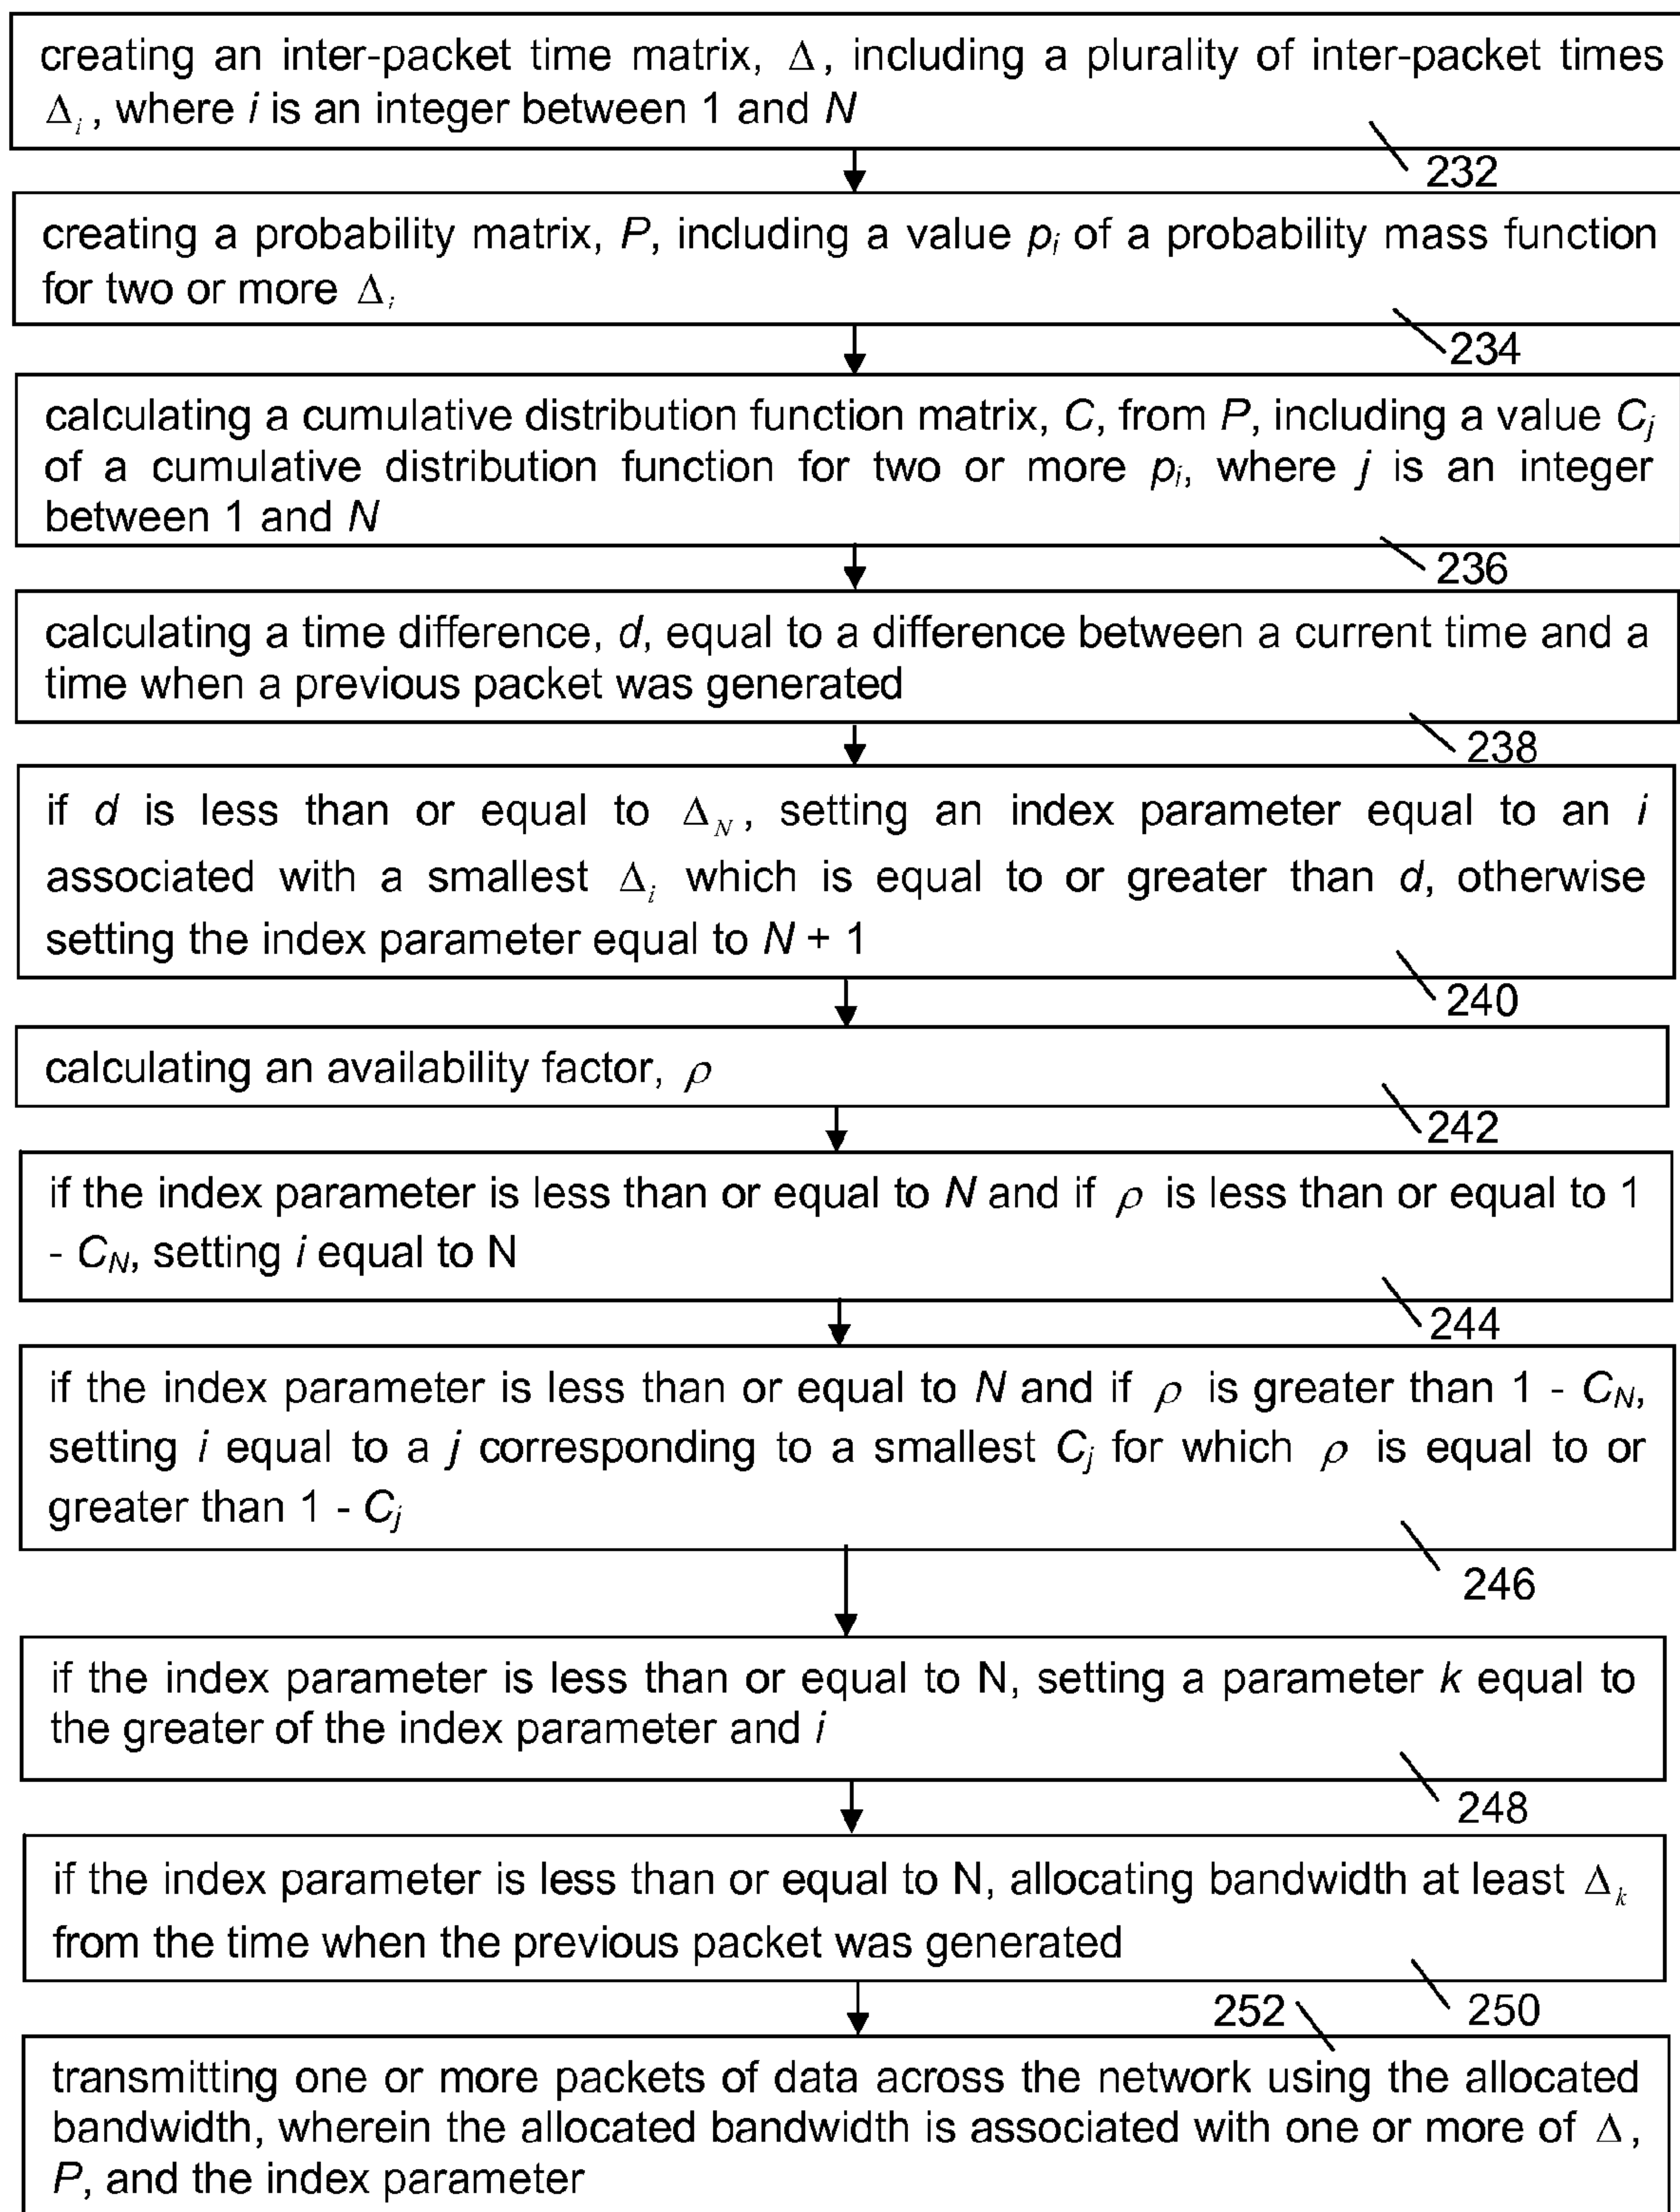 creating an inter-packet time matrix, Δ, including a plurality of inter-packet times
Δi, where i is an integer between 1 and N
232
creating a probability matrix, P, including a value pi of a probability mass function
for two or more Δi
234
calculating a cumulative distribution function matrix, C, from P, including a value Cj
of a cumulative distribution function for two or more pi, where j is an integer
between 1 and N
236
calculating a time difference, d, equal to a difference between a current time and a
time when a previous packet was generated
238
if d is less than or equal to ΔN, setting an index parameter equal to an i
associated with a smallest Δi which is equal to or greater than d, otherwise
setting the index parameter equal to N + 1
240
calculating an availability factor, ρ
242
if the index parameter is less than or equal to N and if ρ is less than or equal to 1
- CN, setting i equal to N
244
if the index parameter is less than or equal to N and if ρ is greater than 1 - CN,
setting i equal to a j corresponding to a smallest Cj for which ρ is equal to or
greater than 1 - Cj
246
if the index parameter is less than or equal to N, setting a parameter k equal to
the greater of the index parameter and i
248
if the index parameter is less than or equal to N, allocating bandwidth at least Δk
from the time when the previous packet was generated
250
252
transmitting one or more packets of data across the network using the allocated
bandwidth, wherein the allocated bandwidth is associated with one or more of Δ,
P, and the index parameter